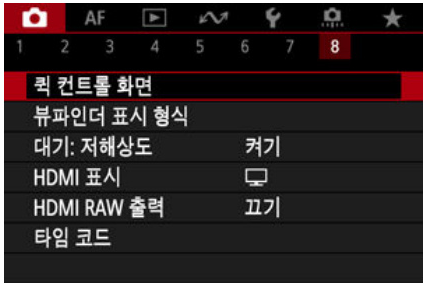 AF
1 2 3 4 5 6 7 8
퀵 컨트롤 화면
뷰파인더 표시 형식
대기: 저해상도 켜기
HDMI 표시
HDMI RAW 출력 끄기
타임 코드